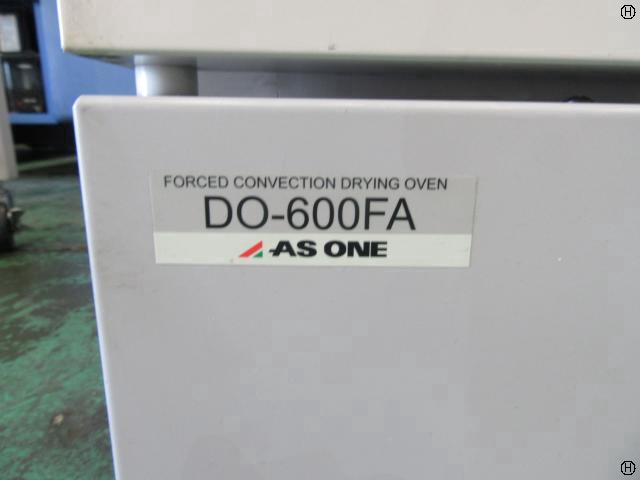 FORCED CONVECTION DRYING OVEN
DO-600FA
AS ONE
H
H